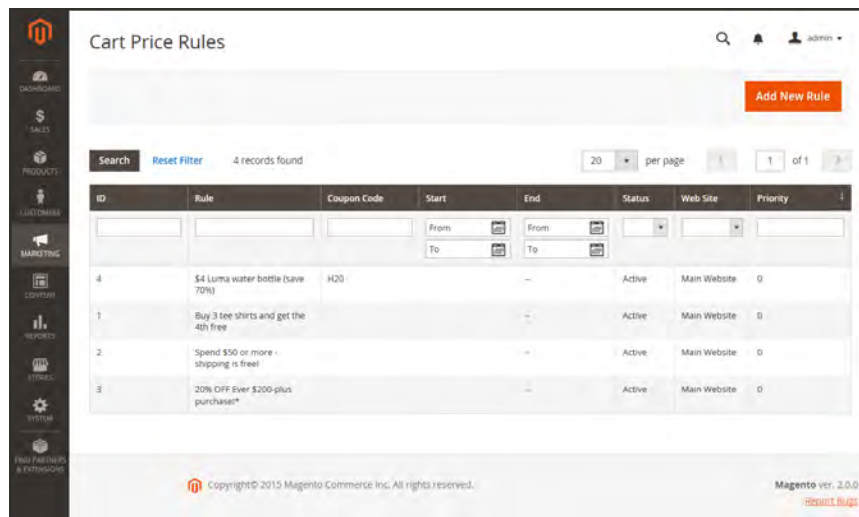 Cart Price Rules
admin
DASHBOARD
SALES
PRODUCTS
CUSTOMERS
MARKETING
CONTENT
REPORTS
STORES
SYSTEM
FIND PARTNERS
& EXTENSIONS
Add New Rule
Search Reset Filter 4 records found 20 per page 1 of 1
ID Rule Coupon Code Start End Status Web Site Priority
From From
To To
4 $4 Luma water bottle (save H20 -- Active Main Website 0
70%)
1 Buy 3 tee shirts and get the -- Active Main Website 0
4th free
2 Spend $50 or more - -- Active Main Website 0
shipping is free!
3 20% OFF Ever $200-plus -- Active Main Website 0
purchase!*
Copyright© 2015 Magento Commerce Inc. All rights reserved.
Magento ver. 2.0.0
Report Bugs